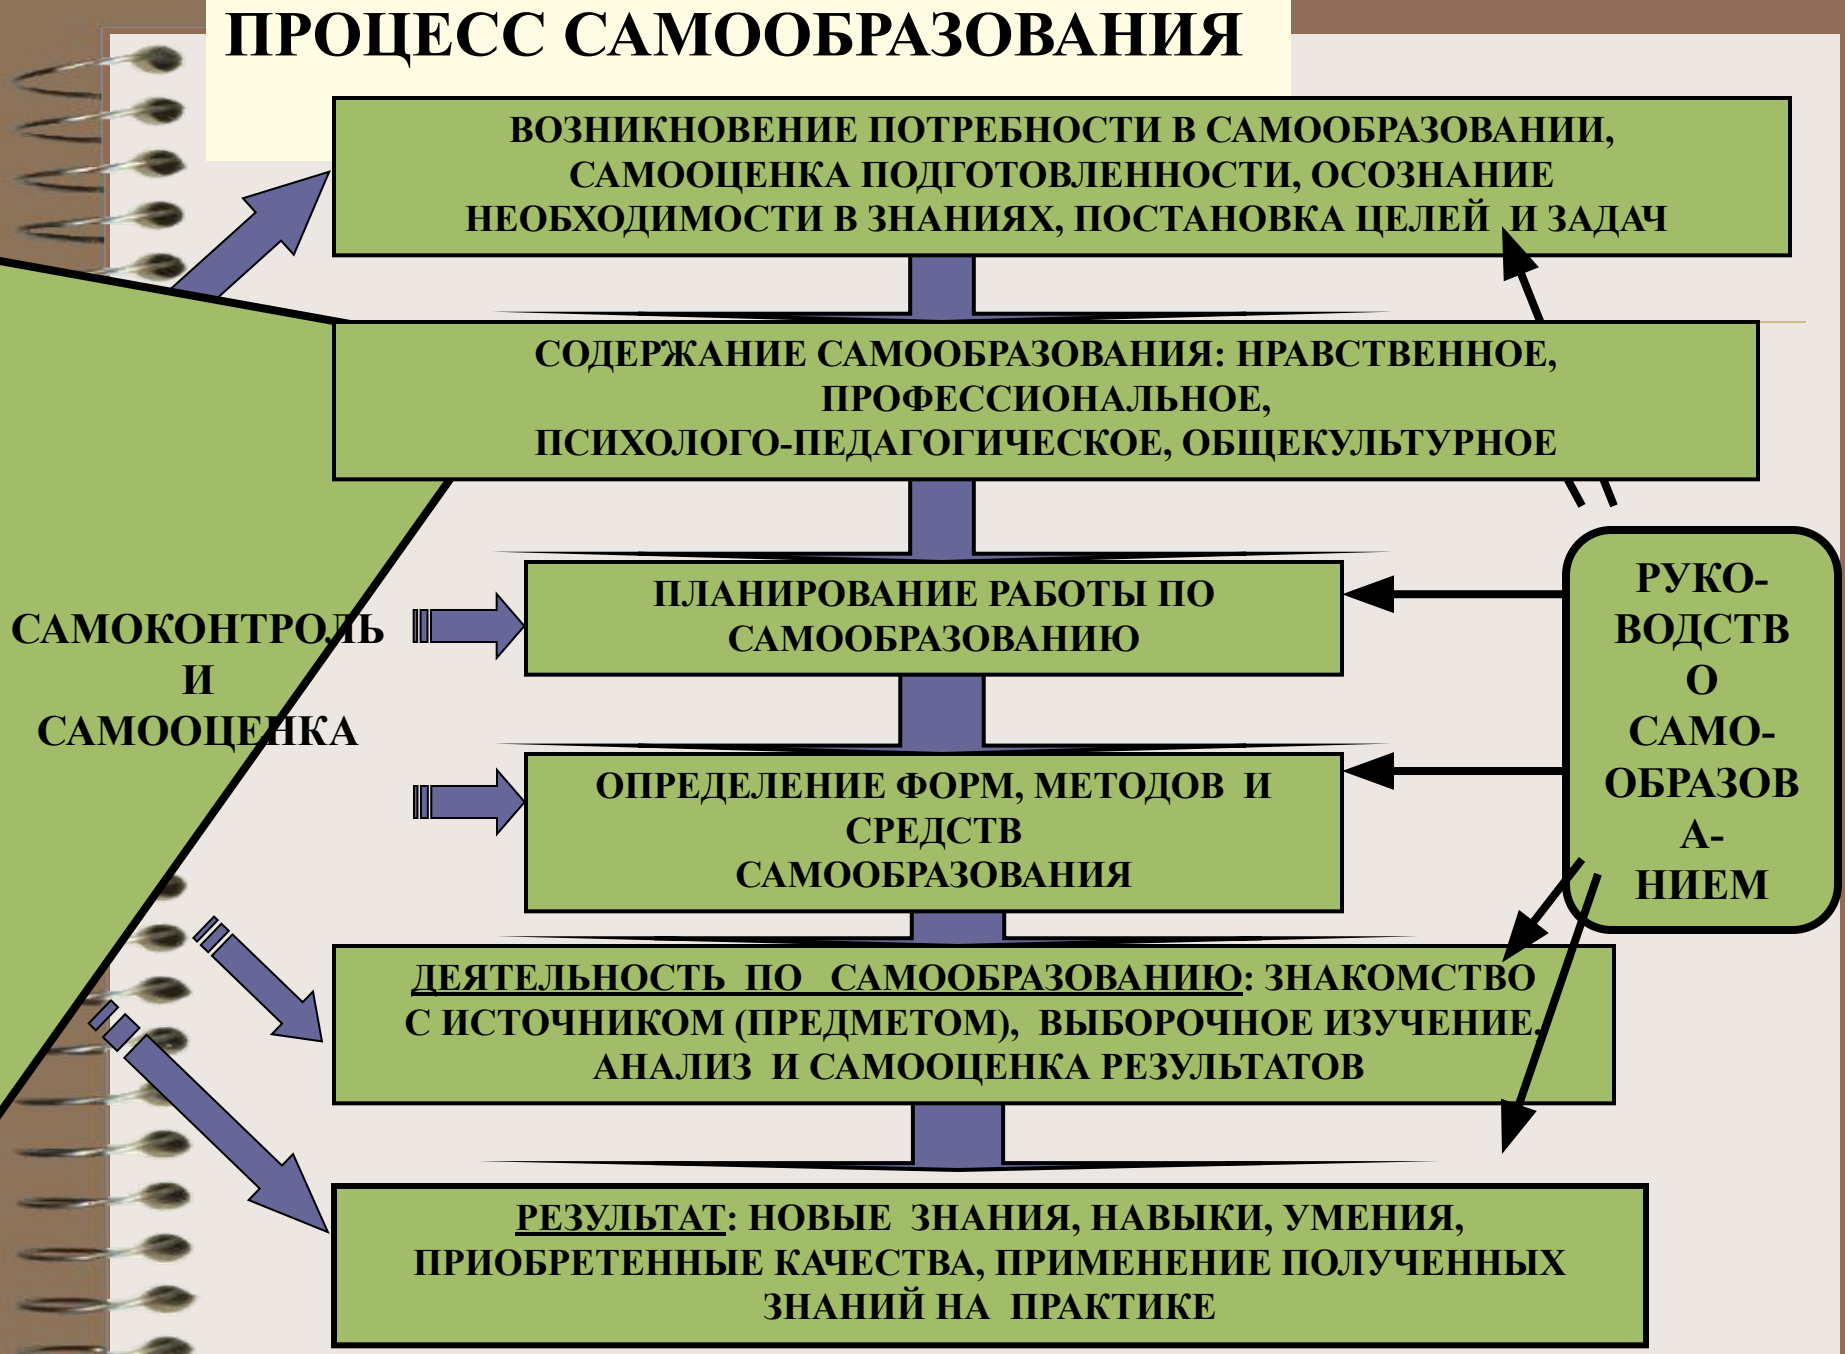 ПРОЦЕСС САМООБРАЗОВАНИЯ
ВОЗНИКНОВЕНИЕ ПОТРЕБНОСТИ В САМООБРАЗОВАНИИ,
САМООЦЕНКА ПОДГОТОВЛЕННОСТИ, ОСОЗНАНИЕ
НЕОБХОДИМОСТИ В ЗНАНИЯХ, ПОСТАНОВКА ЦЕЛЕЙ И ЗАДАЧ
СОДЕРЖАНИЕ САМООБРАЗОВАНИЯ: НРАВСТВЕННОЕ,
ПРОФЕССИОНАЛЬНОЕ,
ПСИХОЛОГО-ПЕДАГОГИЧЕСКОЕ, ОБЩЕКУЛЬТУРНОЕ
САМОКОНТРОЛЬ
И
САМООЦЕНКА
ПЛАНИРОВАНИЕ РАБОТЫ ПО
САМООБРАЗОВАНИЮ
ОПРЕДЕЛЕНИЕ ФОРМ, МЕТОДОВ И
СРЕДСТВ
САМООБРАЗОВАНИЯ
РУКО-
ВОДСТВ
О
САМО-
ОБРАЗОВ
А-
НИЕМ
ДЕЯТЕЛЬНОСТЬ ПО САМООБРАЗОВАНИЮ: ЗНАКОМСТВО
С ИСТОЧНИКОМ (ПРЕДМЕТОМ), ВЫБОРОЧНОЕ ИЗУЧЕНИЕ,
АНАЛИЗ И САМООЦЕНКА РЕЗУЛЬТАТОВ
РЕЗУЛЬТАТ: НОВЫЕ ЗНАНИЯ, НАВЫКИ, УМЕНИЯ,
ПРИОБРЕТЕННЫЕ КАЧЕСТВА, ПРИМЕНЕНИЕ ПОЛУЧЕННЫХ
ЗНАНИЙ НА ПРАКТИКЕ